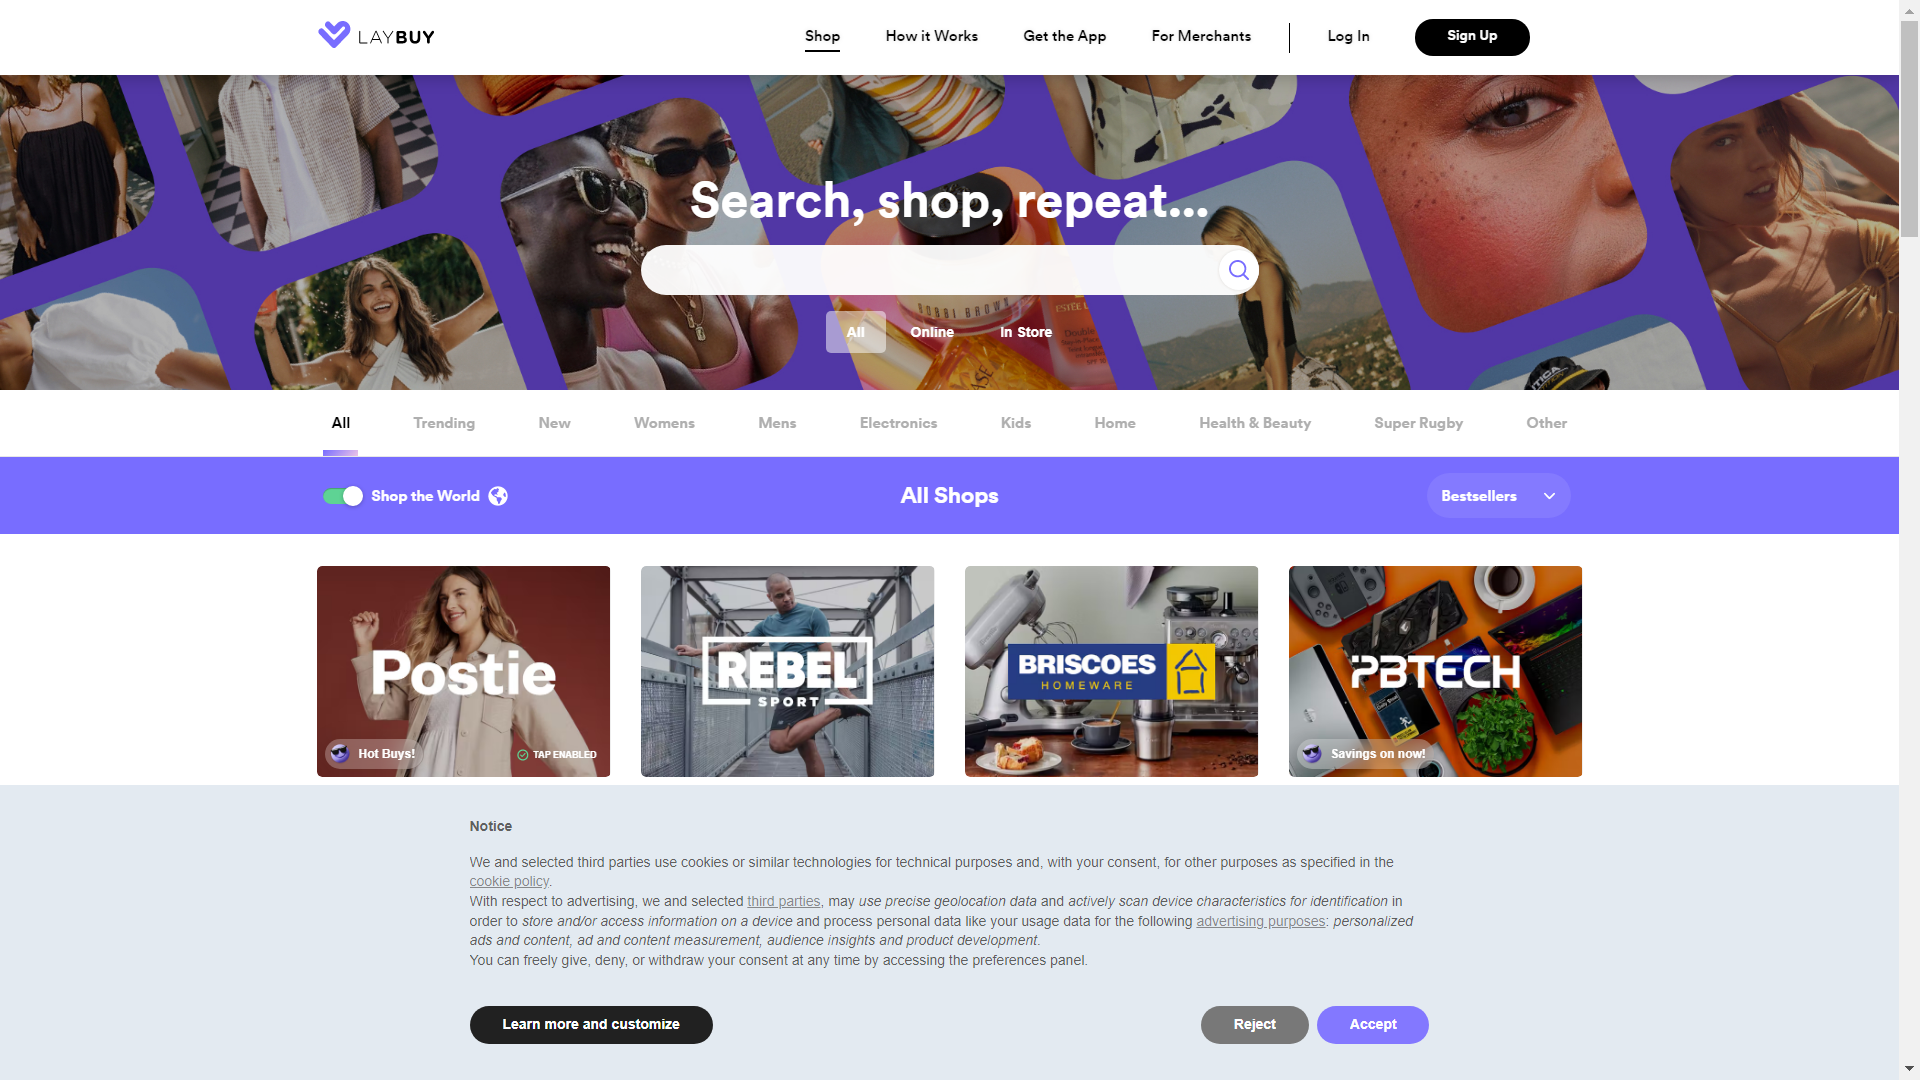 LAYBUY
Shop
How it Works
Get the App
For Merchants
Log In
Sign Up
Search, shop, repeat...
BOBBI BROWN
All
Online
In Store
All
Trending
New
Womens
Mens
Electronics
Kids
Home
Health & Beauty
Super Rugby
Other
Shop the World
All Shops
Bestsellers
Postie
Hot Buys!
TAP ENABLED
REBEL
SPORT
BRISCOES
HOMEWARE
PBTECH
Savings on now!
Notice
We and selected third parties use cookies or similar technologies for technical purposes and, with your consent, for other purposes as specified in the
cookie policy.
With respect to advertising, we and selected third parties, may use precise geolocation data and actively scan device characteristics for identification in
order to store and/or access information on a device and process personal data like your usage data for the following advertising purposes: personalized
ads and content, ad and content measurement, audience insights and product development.
You can freely give, deny, or withdraw your consent at any time by accessing the preferences panel.
Learn more and customize
Reject
Accept